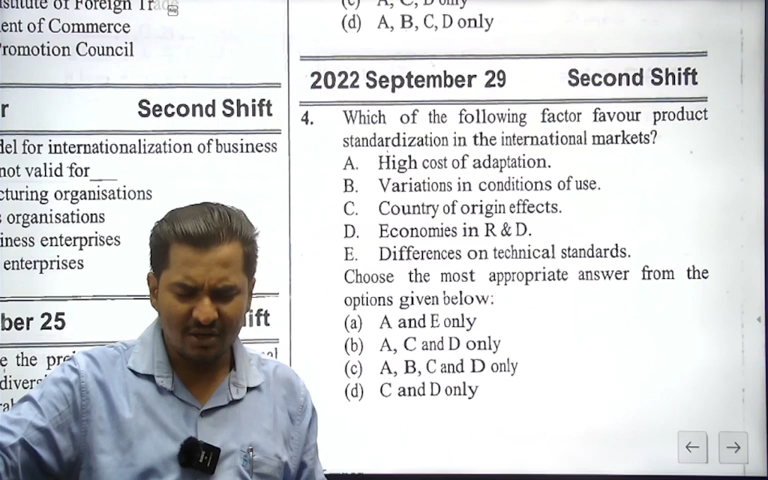 of Foreign Trade
ent of Commerce
romotion Council
r Second Shift
del for internationalization of business
not valid for___
cturing organisations
organisations
iness enterprises
enterprises
ber 25 ift
e the
(d) A, B, C, D only
2022 September 29 Second Shift
4. Which of the following factor favour product
standardization in the international markets?
A. High cost of adaptation.
B. Variations in conditions of use.
C. Country of origin effects.
D. Economies in R & D.
E. Differences on technical standards.
Choose the most appropriate answer from the
options given below:
(a) A and E only
(b) A, C and D only
(c) A, B, C and D only
(d) C and D only